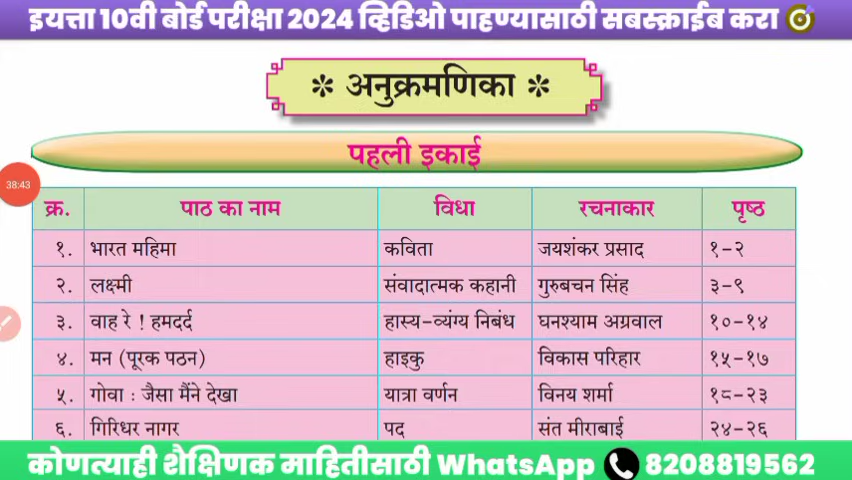 इयत्ता 10वी बोर्ड परीक्षा 2024 व्हिडिओ पाहण्यासाठी सबस्क्राईब करा
* अनुक्रमणिका *
पहली इकाई
38:43
क्र. पाठ का नाम विधा रचनाकार पृष्ठ
१. भारत महिमा कविता जयशंकर प्रसाद १-२
२. लक्ष्मी संवादात्मक कहानी गुरुबचन सिंह ३-९
३. वाह रे ! हमदर्द हास्य-व्यंग्य निबंध घनश्याम अग्रवाल १०-१४
४. मन (पूरक पठन) हाइकु विकास परिहार १५-१७
५. गोवा : जैसा मैंने देखा यात्रा वर्णन विनय शर्मा १८-२३
६. गिरिधर नागर पद संत मीराबाई २४-२६
कोणत्याही शैक्षिणक माहितीसाठी WhatsApp 8208819562